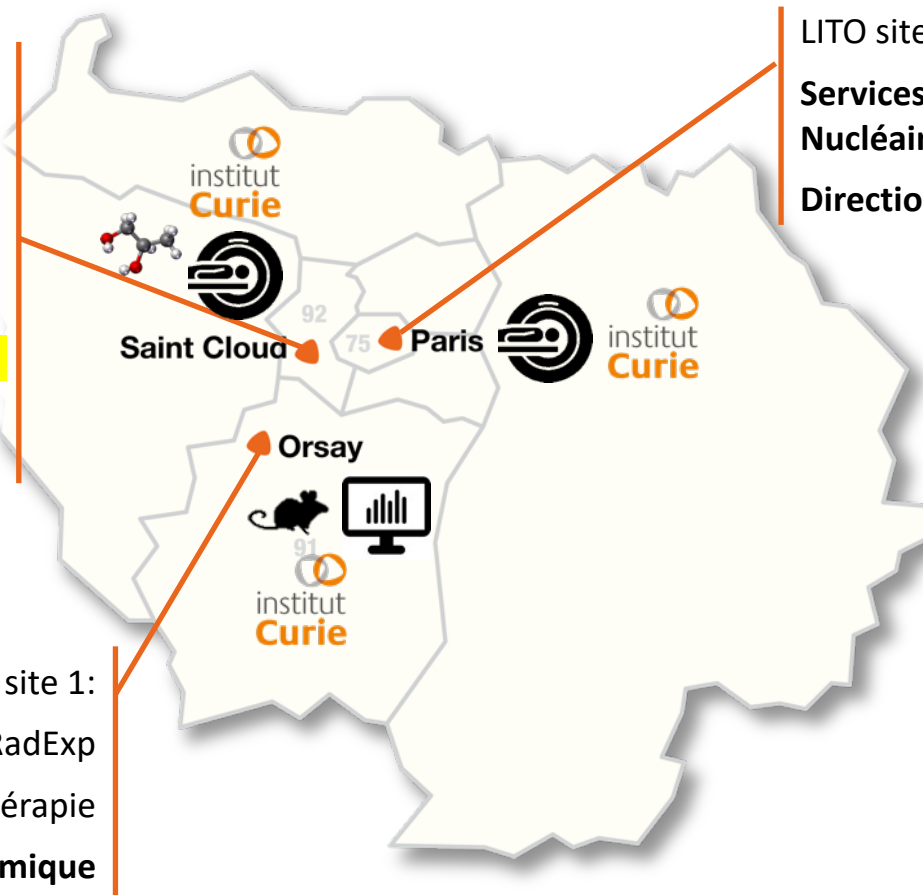 LITO site
Services
Nucléair
Directio
institut
Curie
92
Saint Cloud
75
Paris
institut
Curie
Orsay
91
institut
Curie
site 1:
RadExp
érapie
mique